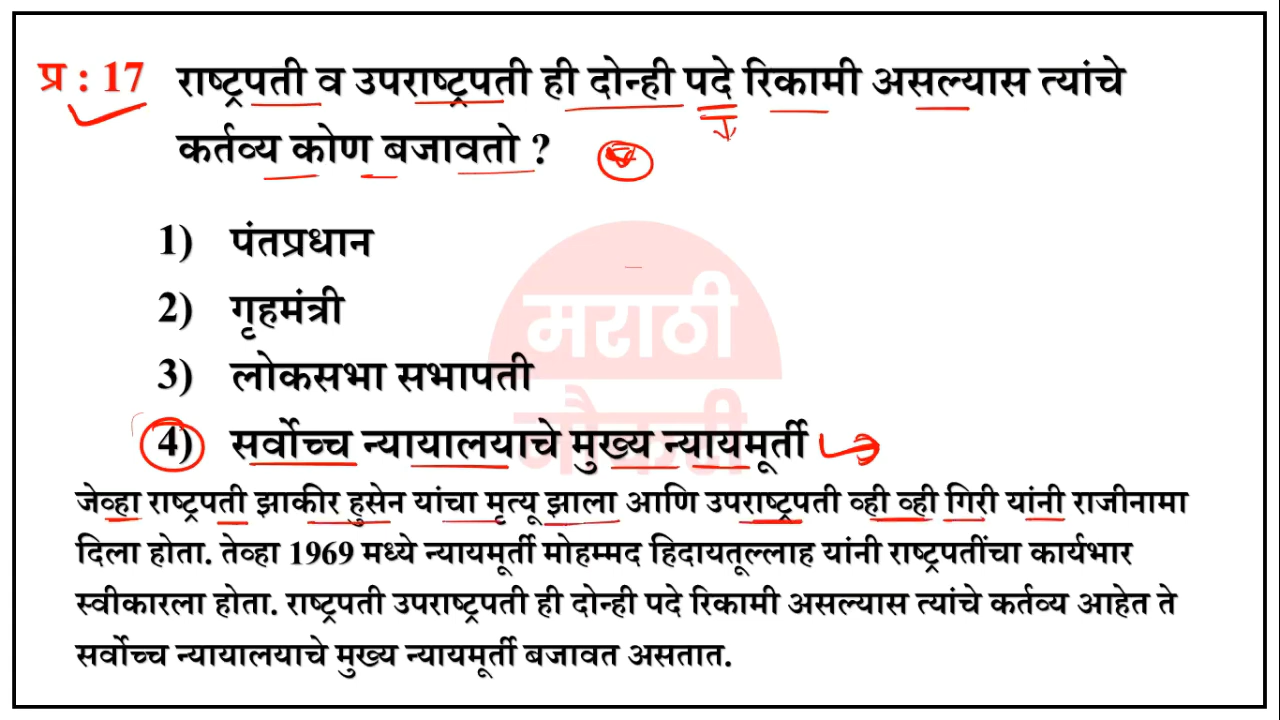 प्र : 17 राष्ट्रपती व उपराष्ट्रपती ही दोन्ही पदे रिकामी असल्यास त्यांचे
कर्तव्य कोण बजावतो ?
1) पंतप्रधान
2) गृहमंत्री
3) लोकसभा सभापती
4) सर्वोच्च न्यायालयाचे मुख्य न्यायमूर्ती
जेव्हा राष्ट्रपती झाकीर हुसेन यांचा मृत्यू झाला आणि उपराष्ट्रपती व्ही व्ही गिरी यांनी राजीनामा
दिला होता. तेव्हा 1969 मध्ये न्यायमूर्ती मोहम्मद हिदायतूल्लाह यांनी राष्ट्रपतींचा कार्यभार
स्वीकारला होता. राष्ट्रपती उपराष्ट्रपती ही दोन्ही पदे रिकामी असल्यास त्यांचे कर्तव्य आहेत ते
सर्वोच्च न्यायालयाचे मुख्य न्यायमूर्ती बजावत असतात.
मराठी
नौकरी